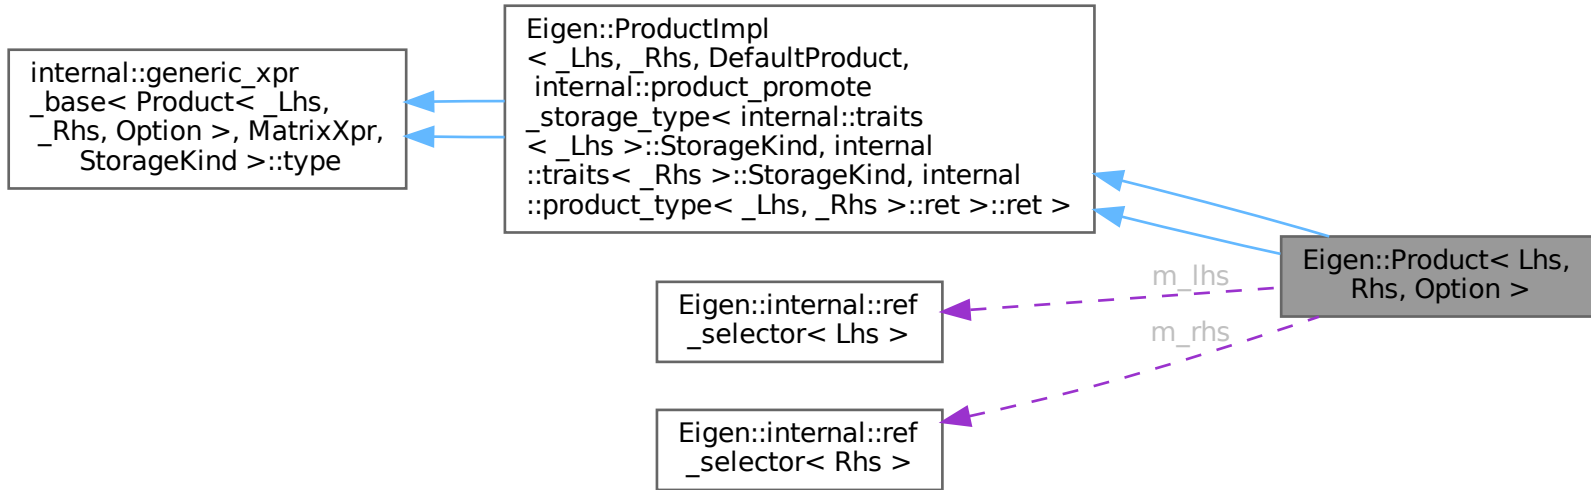 internal::generic_xpr
_base< Product< _Lhs,
_Rhs, Option >, MatrixXpr,
StorageKind >::type
Eigen::ProductImpl
< _Lhs, _Rhs, DefaultProduct,
internal::product_promote
_storage_type< internal::traits
< _Lhs >::StorageKind, internal
::traits< _Rhs >::StorageKind, internal
::product_type< _Lhs, _Rhs >::ret >::ret >
Eigen::Product< Lhs,
Rhs, Option >
m_lhs
Eigen::internal::ref
_selector< Lhs >
m_rhs
Eigen::internal::ref
_selector< Rhs >